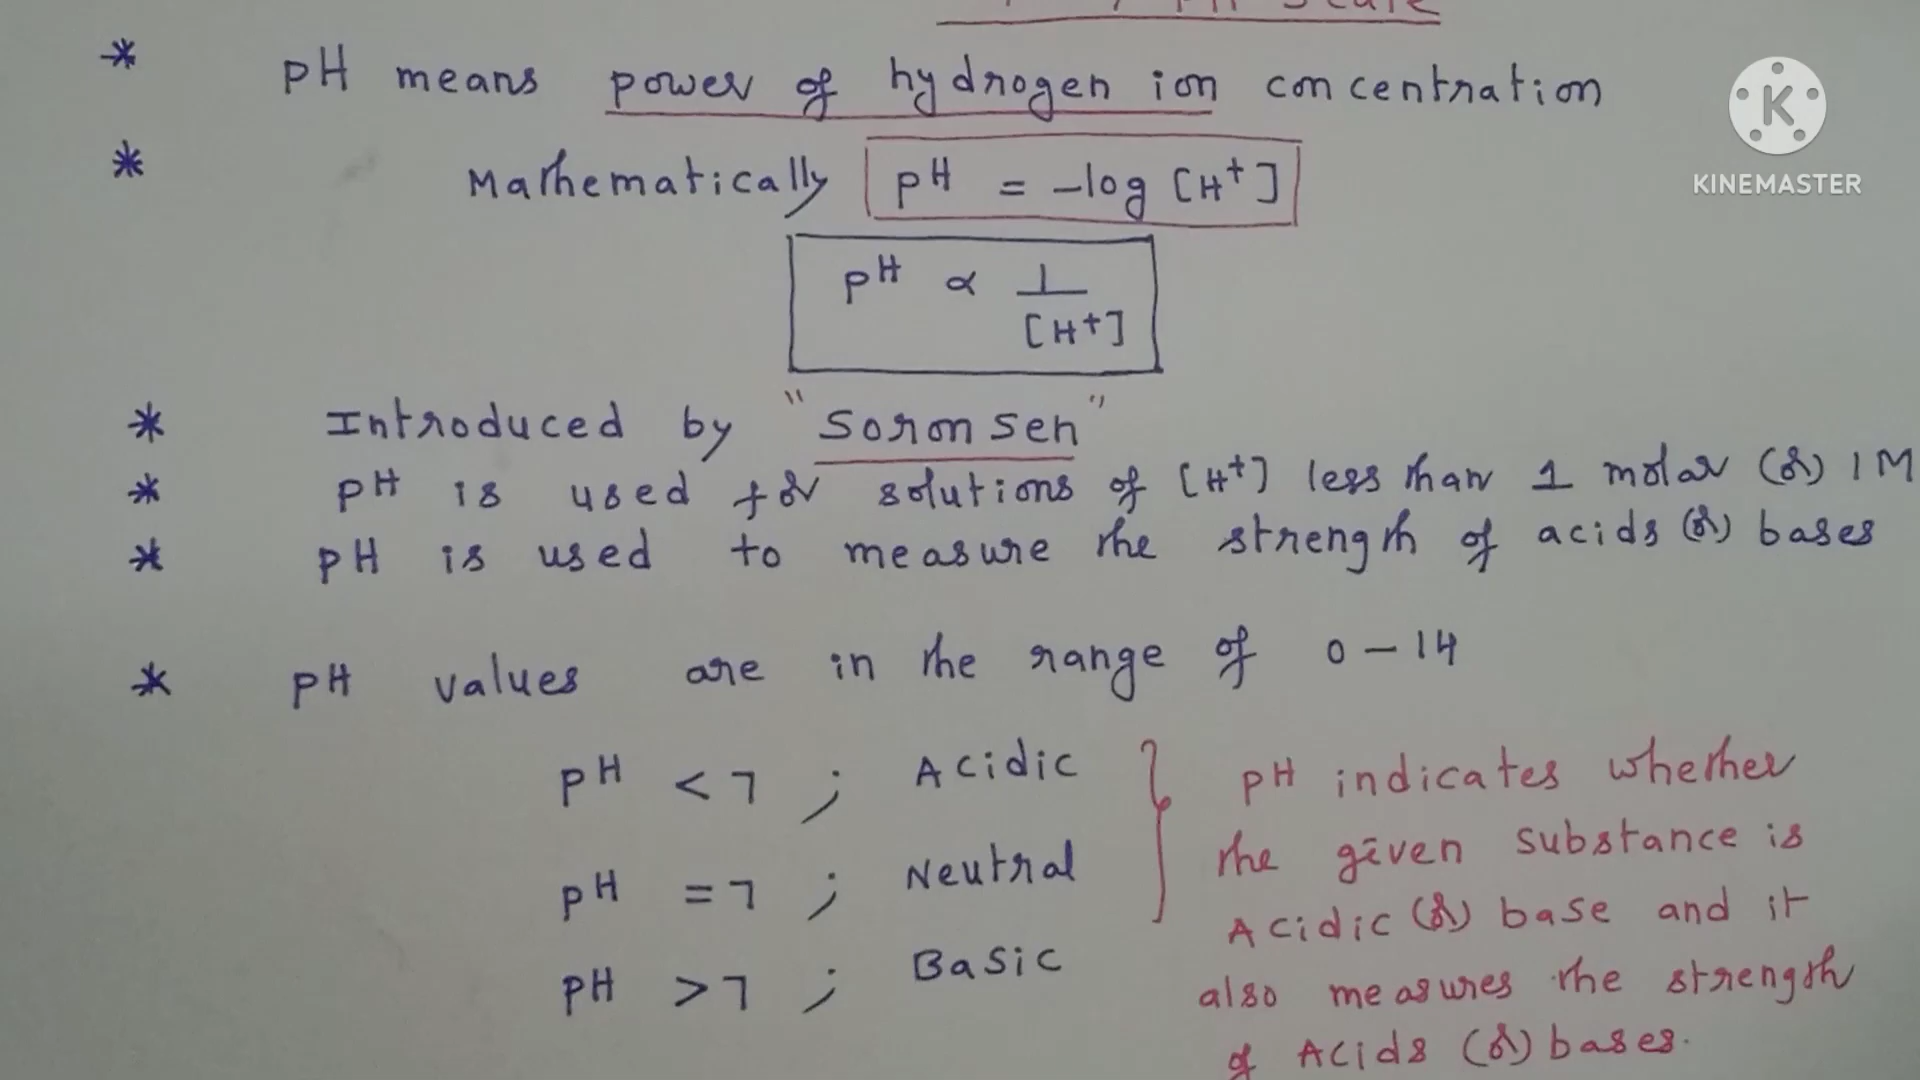 pH Scale
* pH means power of hydrogen ion concentration
* Mathematically pH = -log [H+]
pH ∝ 1
[H+]
* Introduced by "Soronsen"
* pH is used for solutions of [H+] less than 1 molar (or) 1M
* pH is used to measure the strength of acids (or) bases
* pH values are in the range of 0-14
pH < 7 ; Acidic
pH = 7 ; Neutral
pH > 7 ; Basic
pH indicates whether
the given substance is
Acidic (or) base and it
also measures the strength
of Acids (or) bases.
K
KINEMASTER